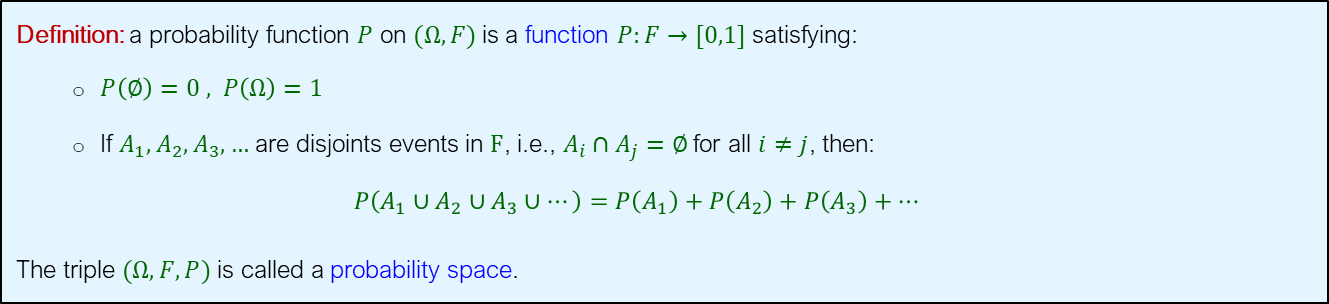 Definition: a probability function P on (Ω, F) is a function P: F → [0,1] satisfying:
○ P(∅) = 0 , P(Ω) = 1
○ If A₁, A₂, A₃, … are disjoints events in F, i.e., Aᵢ ∩ Aⱼ = ∅ for all i ≠ j, then:
P(A₁ ∪ A₂ ∪ A₃ ∪ ⋯ ) = P(A₁) + P(A₂) + P(A₃) + ⋯
The triple (Ω, F, P) is called a probability space.